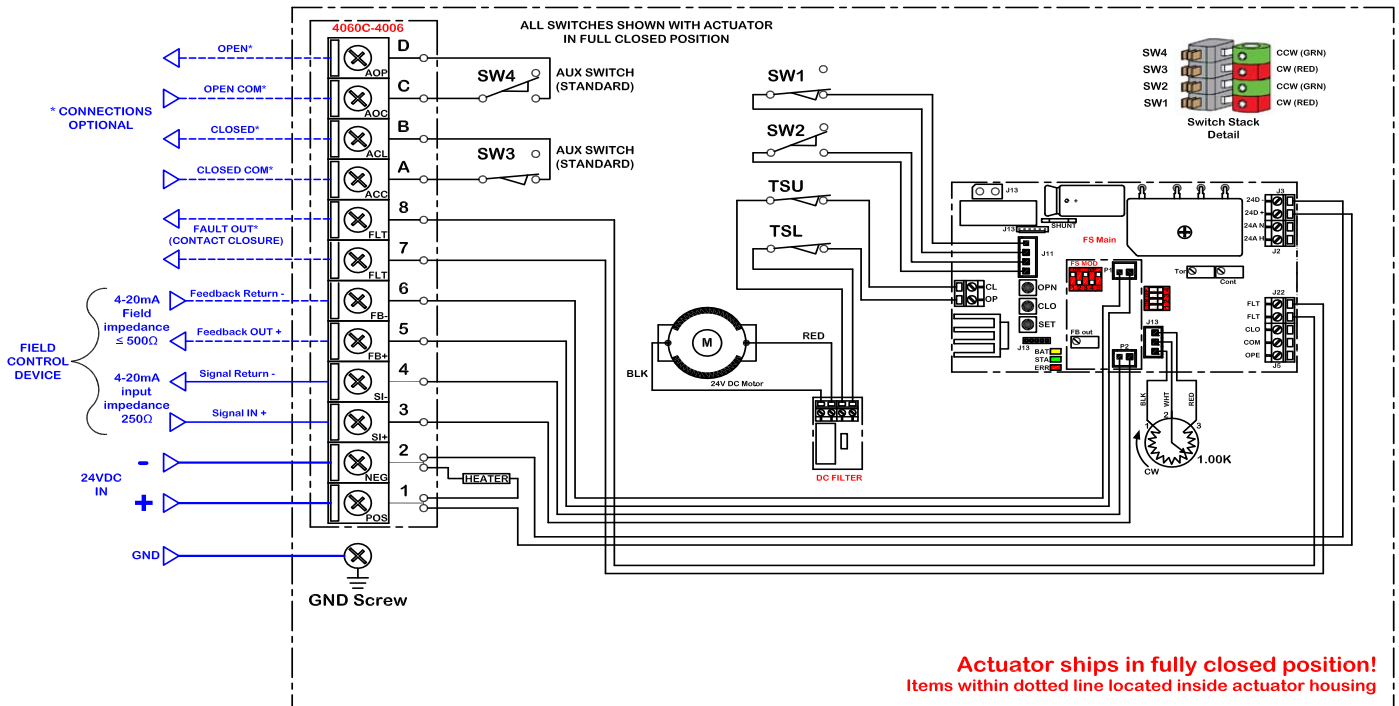 ALL SWITCHES SHOWN WITH ACTUATOR
IN FULL CLOSED POSITION
4060C-4006
OPEN*
D
AOP
OPEN COM*
C
AOC
* CONNECTIONS
OPTIONAL
CLOSED*
B
ACL
CLOSED COM*
A
ACC
FAULT OUT*
(CONTACT CLOSURE)
8
FLT
7
FLT
FIELD
CONTROL
DEVICE
4-20mA
Field
impedance
≤ 500Ω
Feedback Return -
6
FB-
Feedback OUT +
5
FB+
4-20mA
input
impedance
250Ω
Signal Return -
4
SI-
Signal IN +
3
SI+
24VDC
IN
-
2
NEG
+
1
POS
GND
GND Screw
HEATER
SW4
AUX SWITCH
(STANDARD)
SW3
AUX SWITCH
(STANDARD)
SW1
SW2
TSU
TSL
BLK
M
RED
24V DC Motor
DC FILTER
SW4
SW3
SW2
SW1
CCW (GRN)
CW (RED)
CCW (GRN)
CW (RED)
Switch Stack
Detail
J13
+
SHUNT
J13
J11
FS Main
FS MOD
P1
CL
OP
OPN
CLO
SET
J13
BAT
STA
ERR
FB out
P2
J13
J3
24D -
24D +
24A N
24A H
J2
Tor
Cont
J22
FLT
FLT
CLO
COM
OPE
J5
BLK
WHT
RED
1
2
3
CW
1.00K
Actuator ships in fully closed position!
Items within dotted line located inside actuator housing